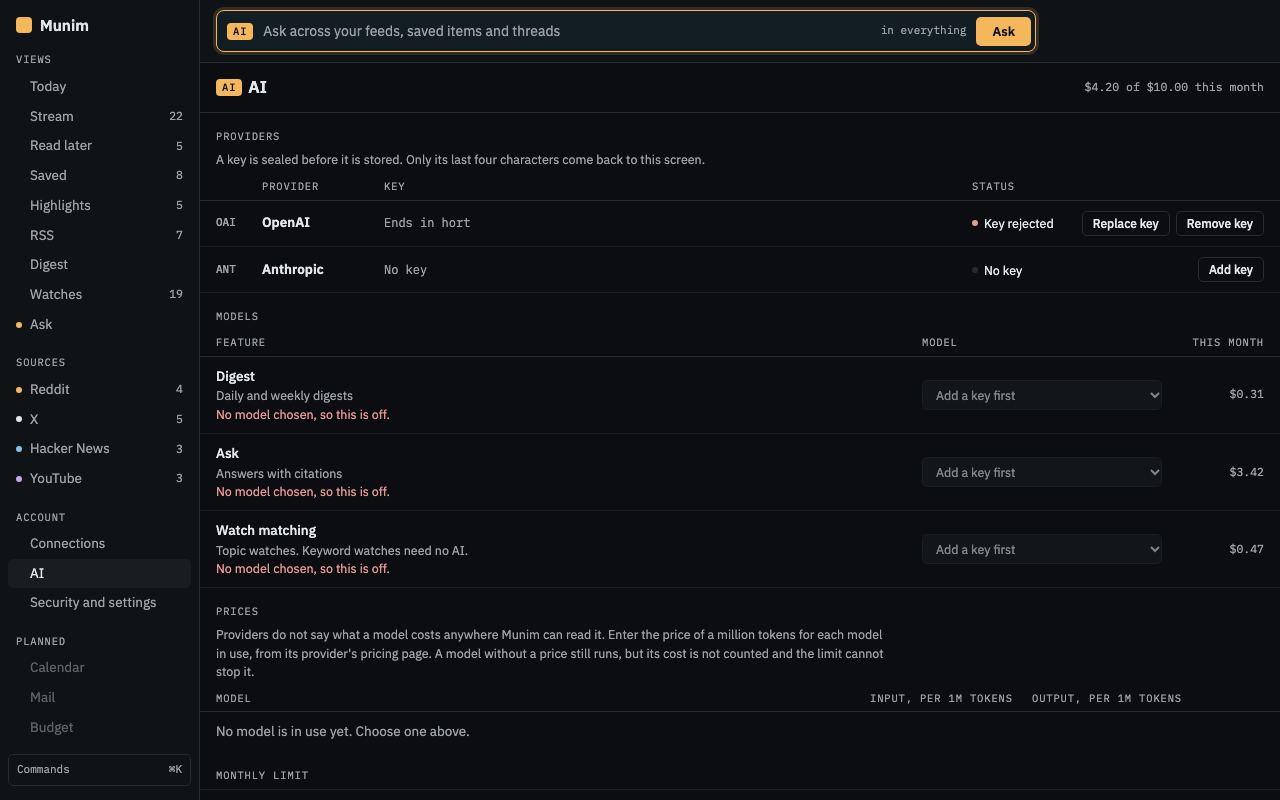 Munim
VIEWS
Today
Stream 22
Read later 5
Saved 8
Highlights 5
RSS 7
Digest
Watches 19
Ask
SOURCES
Reddit 4
X 5
Hacker News 3
YouTube 3
ACCOUNT
Connections
AI
Security and settings
PLANNED
Calendar
Mail
Budget
Commands ⌘K
AI Ask across your feeds, saved items and threads in everything Ask
AI AI $4.20 of $10.00 this month
PROVIDERS
A key is sealed before it is stored. Only its last four characters come back to this screen.
PROVIDER KEY STATUS
OAI OpenAI Ends in hort Key rejected Replace key Remove key
ANT Anthropic No key No key Add key
MODELS
FEATURE MODEL THIS MONTH
Digest
Daily and weekly digests Add a key first $0.31
No model chosen, so this is off.
Ask
Answers with citations Add a key first $3.42
No model chosen, so this is off.
Watch matching
Topic watches. Keyword watches need no AI. Add a key first $0.47
No model chosen, so this is off.
PRICES
Providers do not say what a model costs anywhere Munim can read it. Enter the price of a million tokens for each model
in use, from its provider's pricing page. A model without a price still runs, but its cost is not counted and the limit cannot
stop it.
MODEL INPUT, PER 1M TOKENS OUTPUT, PER 1M TOKENS
No model is in use yet. Choose one above.
MONTHLY LIMIT